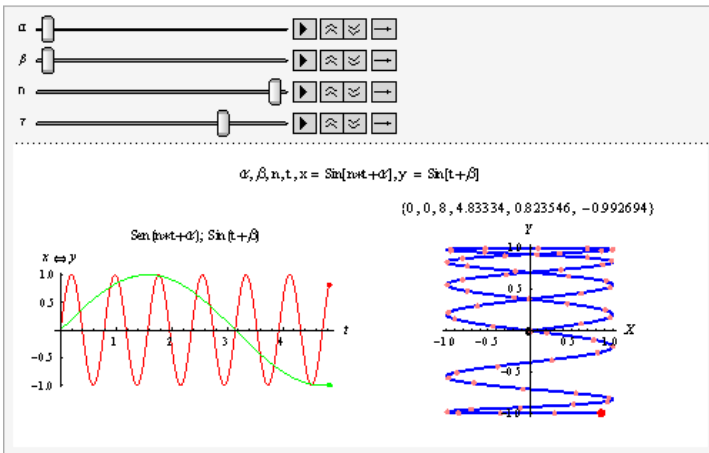 α
β
n
τ
α, β, n, t, x = Sin[n*t+α], y = Sin[t+β]
{0, 0, 8, 4.83334, 0.823546, -0.992694}
Sen(n*t+α); Sin(t+β)
x ⇔ y
1.0
0.5
-0.5
-1.0
1
2
3
4
t
Y
1.0
0.5
-0.5
-1.0
-1.0
-0.5
0.5
1.0
X